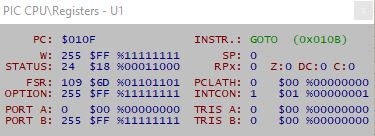 PIC CPU\Registers - U1
PC: $010F INSTR.: GOTO (0x010B)
W: 255 $FF %11111111 SP: 0
STATUS: 24 $18 %00011000 RPx: 0 Z:0 DC:0 C:0
FSR: 109 $6D %01101101 PCLATH: 0 $00 %00000000
OPTION: 255 $FF %11111111 INTCON: 1 $01 %00000001
PORT A: 0 $00 %00000000 TRIS A: 0 $00 %00000000
PORT B: 255 $FF %11111111 TRIS B: 0 $00 %00000000